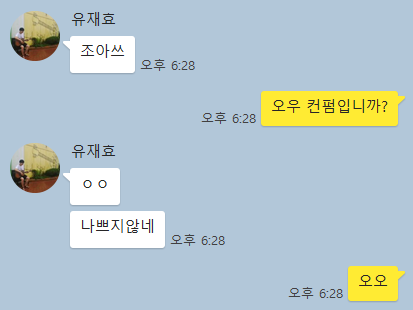 유재효
조아쓰
오후 6:28
오우 컨펌입니까?
오후 6:28
유재효
ㅇㅇ
나쁘지않네
오후 6:28
오오
오후 6:28